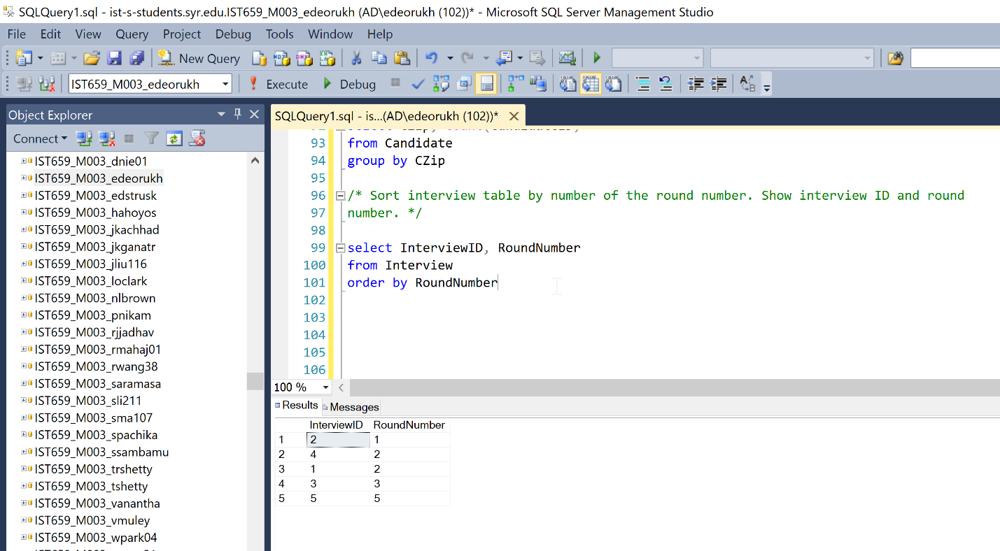 SQLQuery1.sql - ist-s-students.syr.edu.IST659_M003_edeorukh (AD\edeorukh (102))* - Microsoft SQL Server Management Studio
File Edit View Query Project Debug Tools Window Help
New Query
IST659_M003_edeorukh Execute Debug
Object Explorer
Connect
IST659_M003_dnie01
IST659_M003_edeorukh
IST659_M003_edstrusk
IST659_M003_hahoyos
IST659_M003_jkachhad
IST659_M003_jkganatr
IST659_M003_jliu116
IST659_M003_loclark
IST659_M003_nlbrown
IST659_M003_pnikam
IST659_M003_rjjadhav
IST659_M003_rmahaj01
IST659_M003_rwang38
IST659_M003_saramasa
IST659_M003_sli211
IST659_M003_sma107
IST659_M003_spachika
IST659_M003_ssambamu
IST659_M003_trshetty
IST659_M003_tshetty
IST659_M003_vanantha
IST659_M003_vmuley
IST659_M003_wpark04
SQLQuery1.sql - is...(AD\edeorukh (102))*
93 from Candidate
94 group by CZip
95
96 /* Sort interview table by number of the round number. Show interview ID and round
97 number. */
98
99 select InterviewID, RoundNumber
100 from Interview
101 order by RoundNumber
102
103
104
105
106
100 %
Results Messages
InterviewID RoundNumber
1 2 1
2 4 2
3 1 2
4 3 3
5 5 5